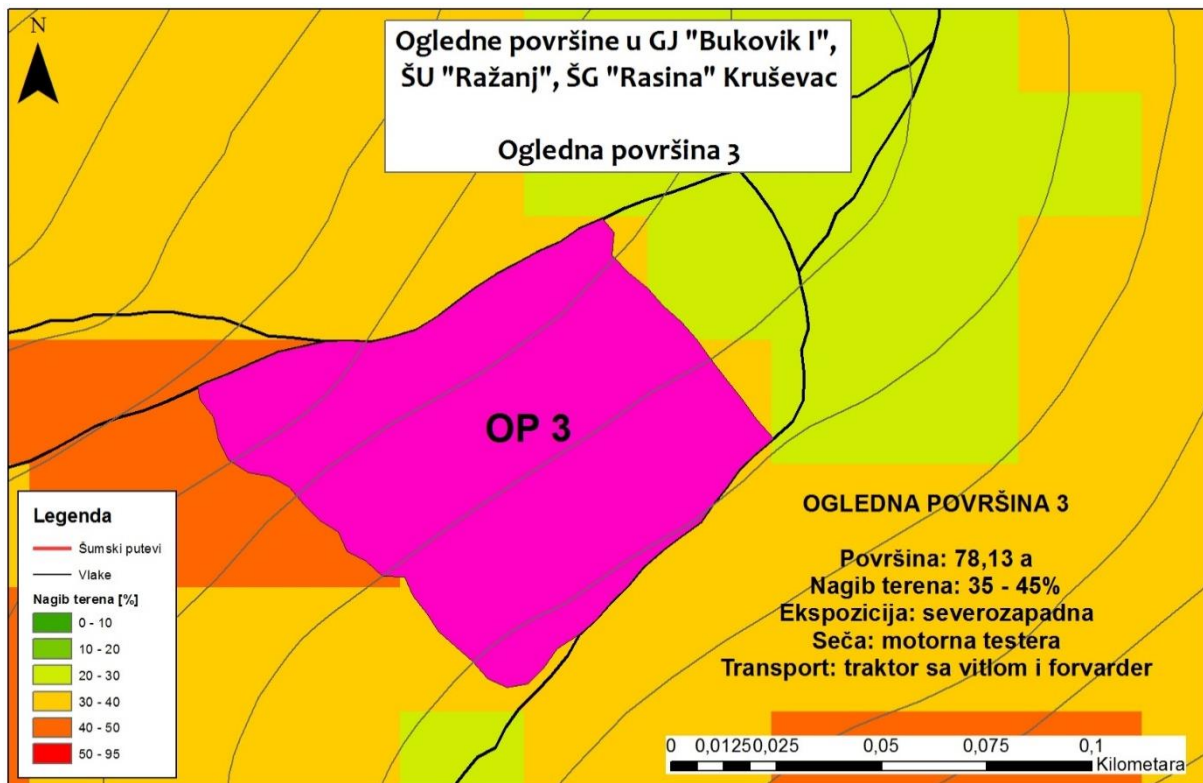 N
Ogledne površine u GJ "Bukovik I",
ŠU "Ražanj", ŠG "Rasina" Kruševac
Ogledna površina 3
OP 3
Legenda
Šumski putevi
Vlake
Nagib terena [%]
0 - 10
10 - 20
20 - 30
30 - 40
40 - 50
50 - 95
OGLEDNA POVRŠINA 3
Površina: 78,13 a
Nagib terena: 35 - 45%
Ekspozicija: severozapadna
Seča: motorna testera
Transport: traktor sa vitlom i forvarder
0 0,0125 0,025 0,05 0,075 0,1
Kilometara